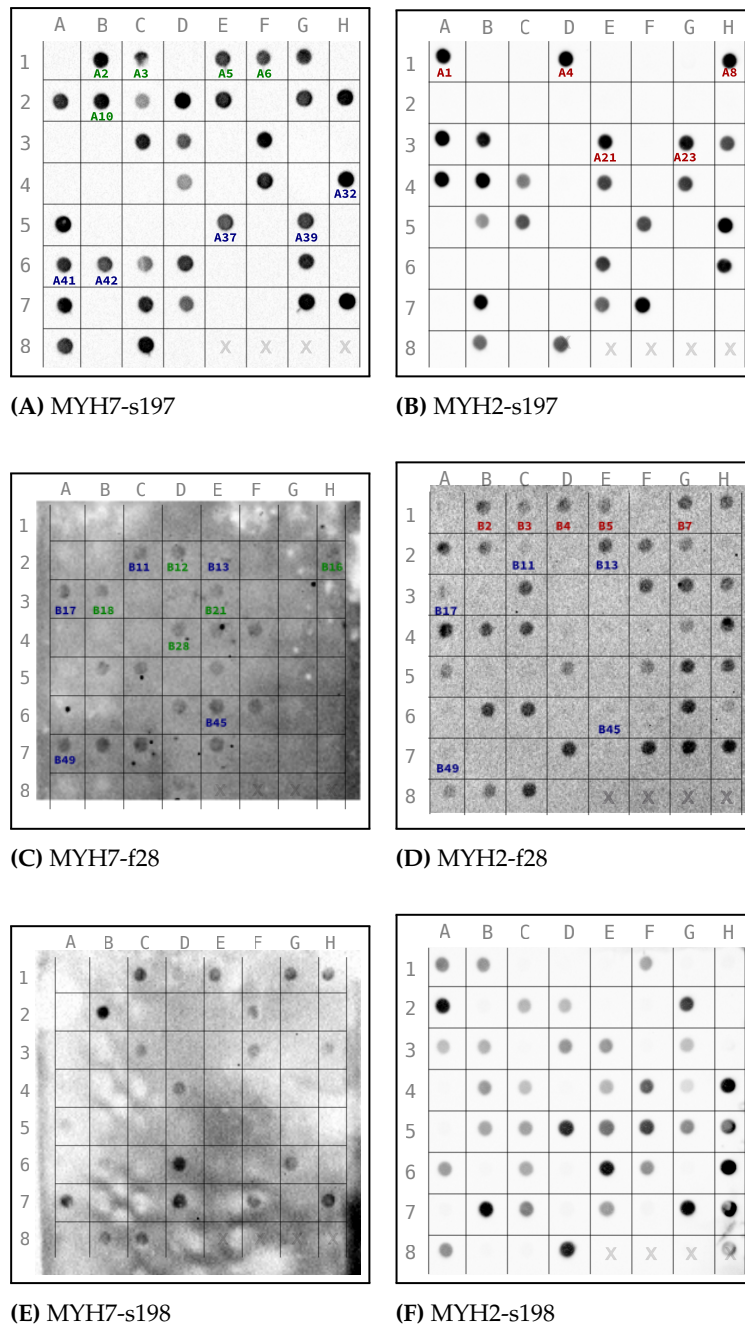 A B C D E F G H
1
A2 A3 A5 A6
2
A10
3
4
A32
5
A37 A39
6
A41 A42
7
8 X X X X
(A) MYH7-s197
A B C D E F G H
1
A1 A4 A8
2
3
A21 A23
4
5
6
7
8 X X X X
(B) MYH2-s197
A B C D E F G H
1
2
B11 B12 B13 B16
3
B17 B18 B21
4
B28
5
6
B45
7
B49
8 X X X
(C) MYH7-f28
A B C D E F G H
1
B2 B3 B4 B5 B7
2
B11 B13
3
B17
4
5
6
B45
7
B49
8 X X X X
(D) MYH2-f28
A B C D E F G H
1
2
3
4
5
6
7
8 X
(E) MYH7-s198
A B C D E F G H
1
2
3
4
5
6
7
8 X X X X
(F) MYH2-s198